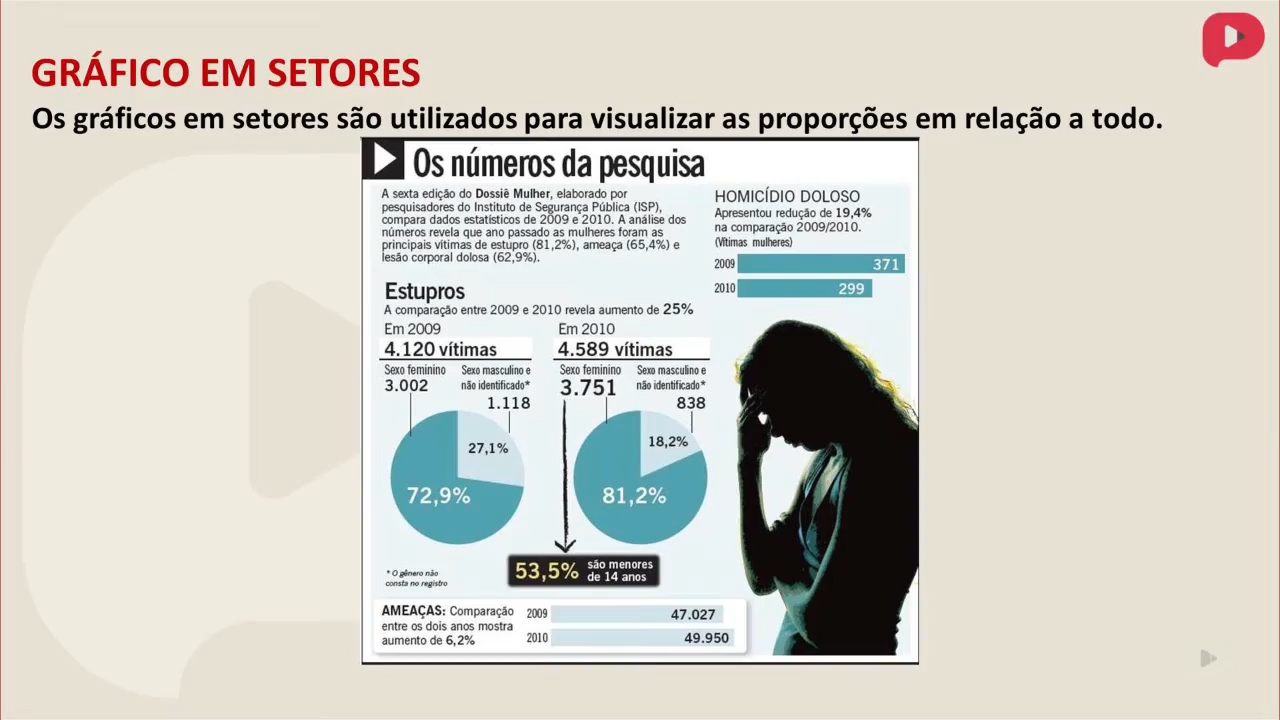 GRÁFICO EM SETORES
Os gráficos em setores são utilizados para visualizar as proporções em relação a todo.
Os números da pesquisa
A sexta edição do Dossiê Mulher, elaborado por
pesquisadores do Instituto de Segurança Pública (ISP),
compara dados estatísticos de 2009 e 2010. A análise dos
números revela que ano passado as mulheres foram as
principais vítimas de estupro (81,2%), ameaça (65,4%) e
lesão corporal dolosa (62,9%).
HOMICÍDIO DOLOSO
Apresentou redução de 19,4%
na comparação 2009/2010.
(Vítimas mulheres)
2009 371
2010 299
Estupros
A comparação entre 2009 e 2010 revela aumento de 25%
Em 2009
4.120 vítimas
Sexo feminino
3.002
Sexo masculino e
não identificado*
1.118
27,1%
72,9%
Em 2010
4.589 vítimas
Sexo feminino
3.751
Sexo masculino e
não identificado*
838
18,2%
81,2%
53,5% são menores
de 14 anos
* O gênero não
consta no registro
AMEAÇAS: Comparação
entre os dois anos mostra
aumento de 6,2%
2009 47.027
2010 49.950